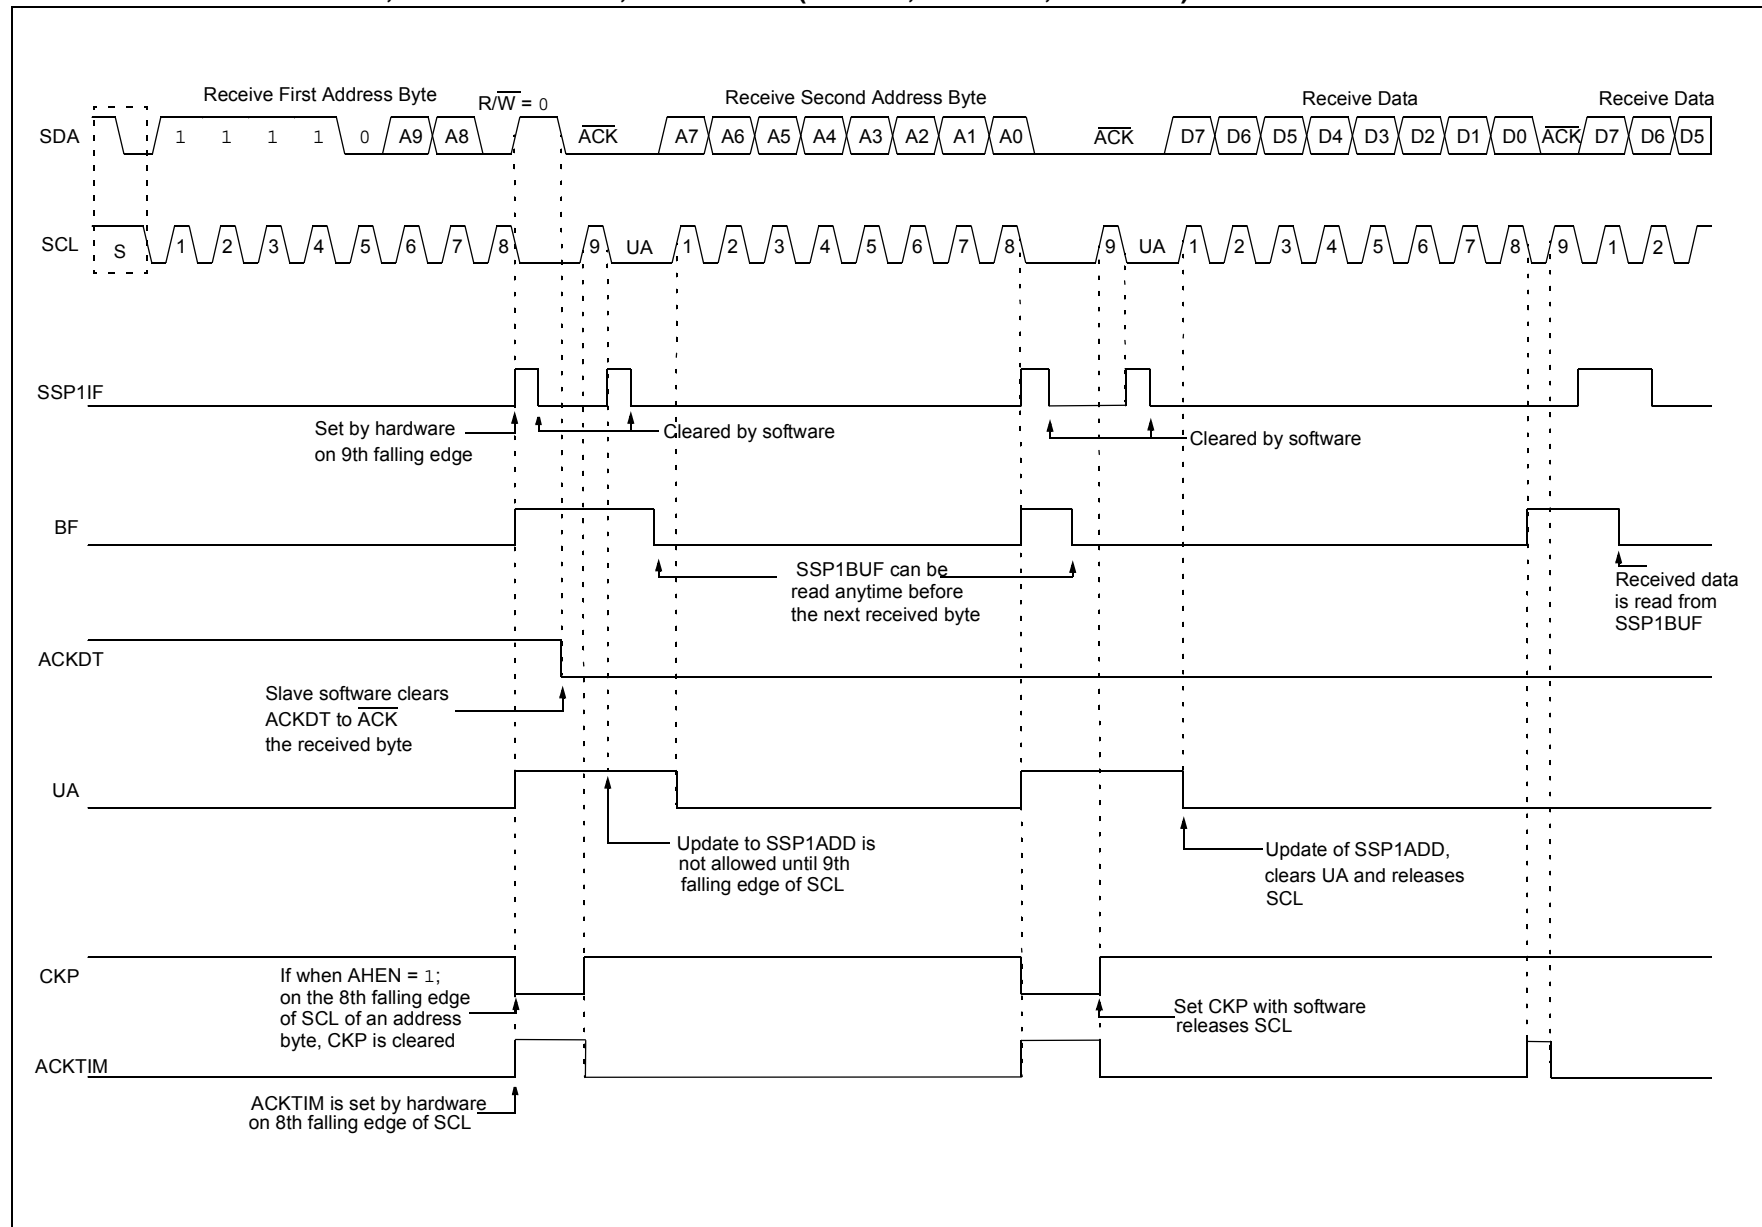 Receive First Address Byte
R/W = 0
Receive Second Address Byte
Receive Data
Receive Data
SDA
1 1 1 1 0 A9 A8
ACK
A7 A6 A5 A4 A3 A2 A1 A0
ACK
D7 D6 D5 D4 D3 D2 D1 D0
ACK
D7 D6 D5
SCL
S
1 2 3 4 5 6 7 8 9 UA
1 2 3 4 5 6 7 8 9 UA
1 2 3 4 5 6 7 8 9 1 2
SSP1IF
Set by hardware
on 9th falling edge
Cleared by software
Cleared by software
BF
SSP1BUF can be
read anytime before
the next received byte
Received data
is read from
SSP1BUF
ACKDT
Slave software clears
ACKDT to ACK
the received byte
UA
Update to SSP1ADD is
not allowed until 9th
falling edge of SCL
Update of SSP1ADD,
clears UA and releases
SCL
CKP
If when AHEN = 1;
on the 8th falling edge
of SCL of an address
byte, CKP is cleared
Set CKP with software
releases SCL
ACKTIM
ACKTIM is set by hardware
on 8th falling edge of SCL